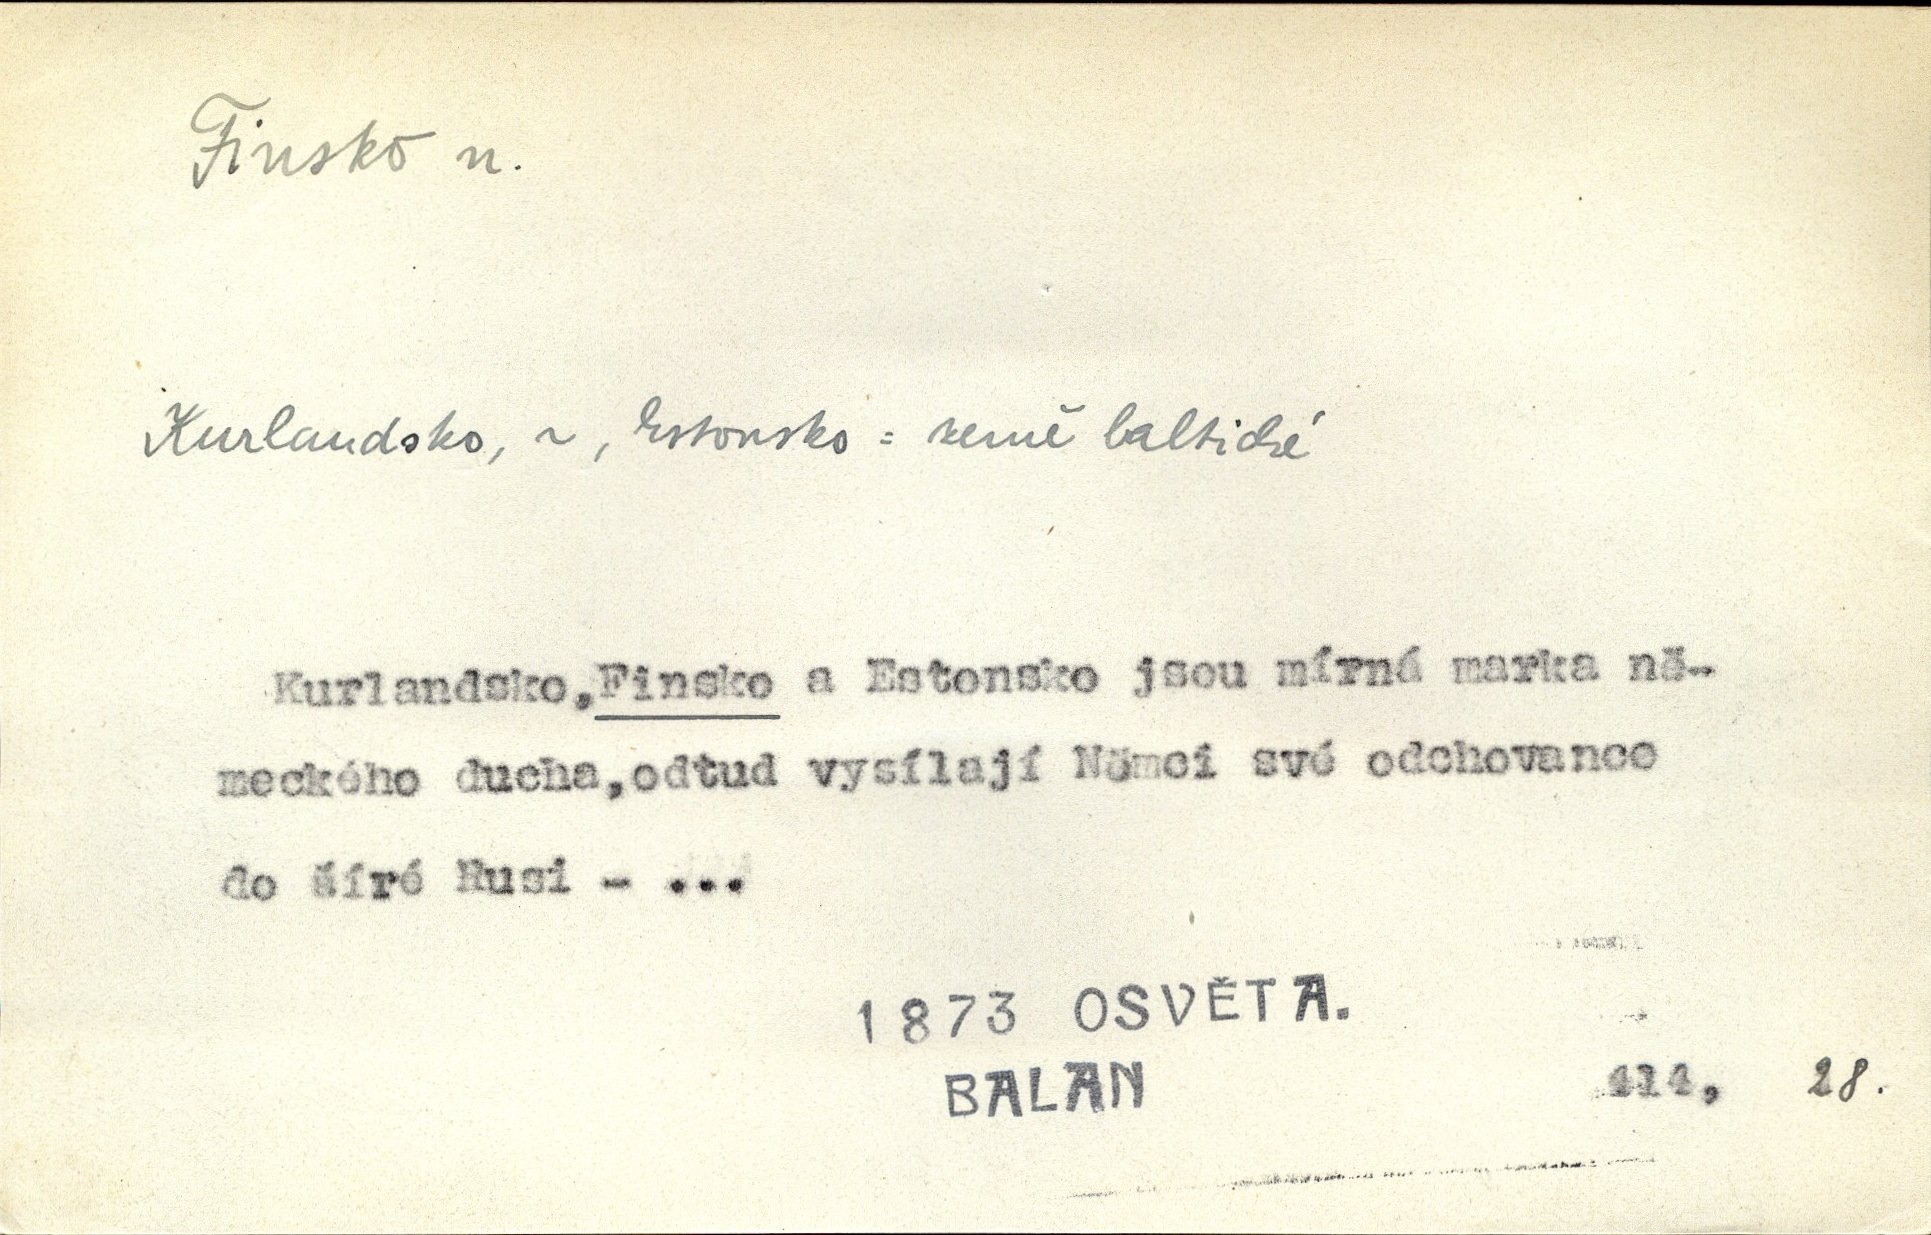 Finsko n.
Kurlandsko, ~, Estonsko = země baltické
Kurlandsko,Finsko a Estonsko jsou mírná marka ně-
meckého ducha,odtud vysílají Němci své odchovance
do šíré Rusi - ...
1873 OSVĚTA.
BALAN
414, 28.